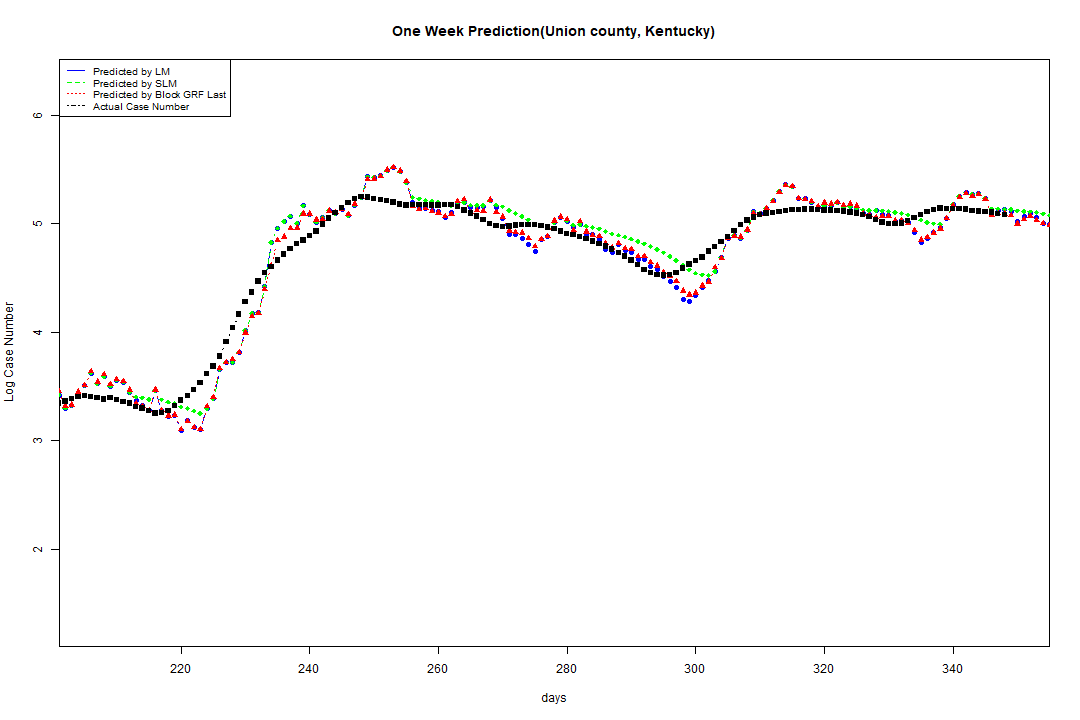 One Week Prediction(Union county, Kentucky)
Predicted by LM
Predicted by SLM
Predicted by Block GRF Last
Actual Case Number
6
5
4
3
2
Log Case Number
220 240 260 280 300 320 340
days